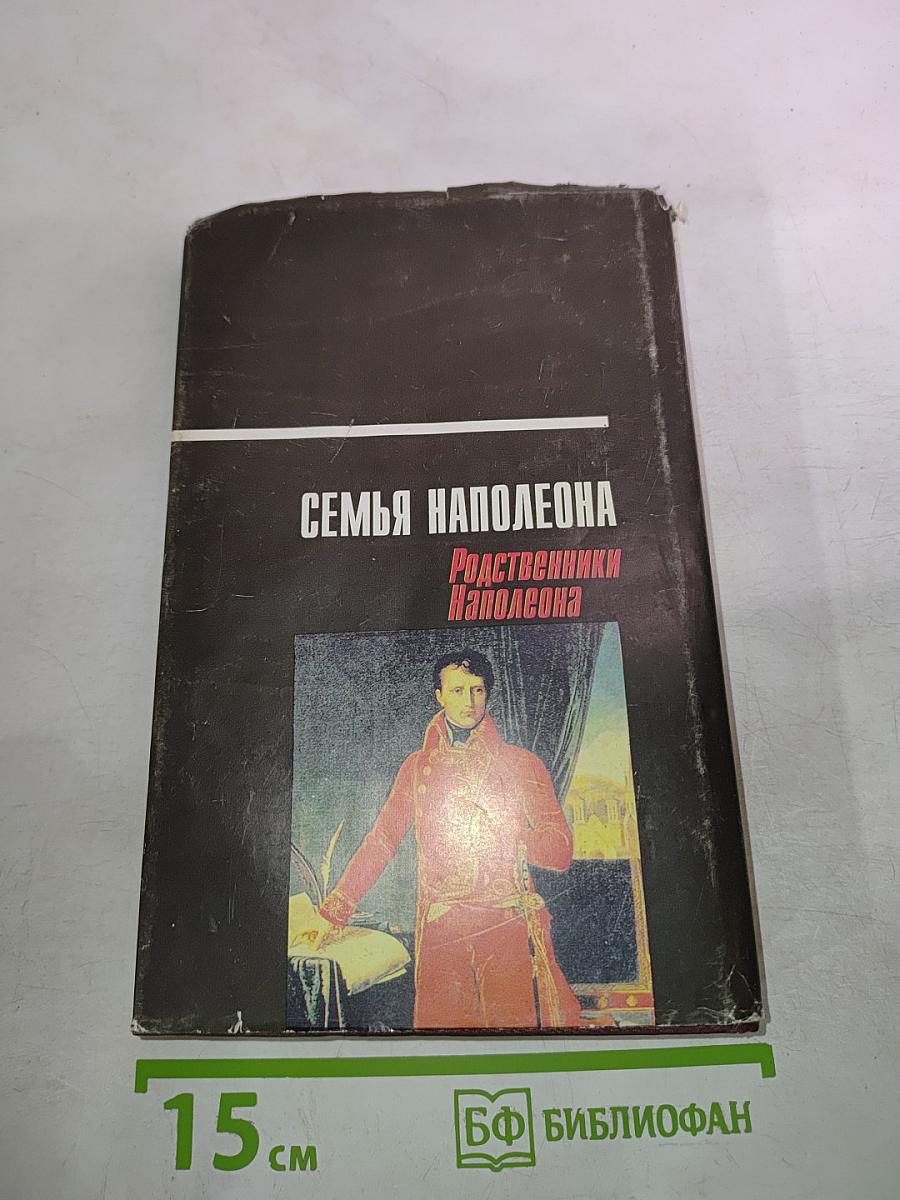 СЕМЬЯ НАПОЛЕОНА
Родственники
Наполеона
15 см
БФ БИБЛИОФАН